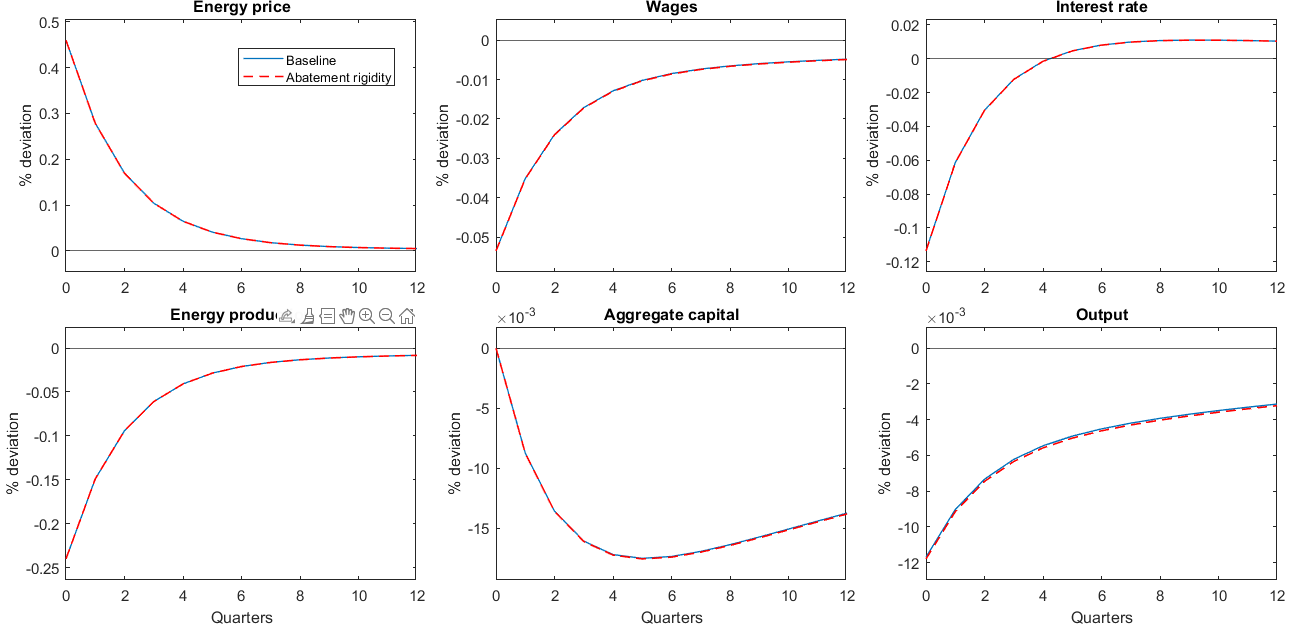 Energy price
0.5
0.4
0.3
0.2
0.1
0
% deviation
0 2 4 6 8 10 12
Baseline
Abatement rigidity
Wages
0
-0.01
-0.02
-0.03
-0.04
-0.05
% deviation
0 2 4 6 8 10 12
Interest rate
0.02
0
-0.02
-0.04
-0.06
-0.08
-0.1
-0.12
% deviation
0 2 4 6 8 10 12
Energy produ
0
-0.05
-0.1
-0.15
-0.2
-0.25
% deviation
0 2 4 6 8 10 12
Quarters
Aggregate capital
×10⁻³
0
-5
-10
-15
% deviation
0 2 4 6 8 10 12
Quarters
Output
×10⁻³
0
-2
-4
-6
-8
-10
-12
% deviation
0 2 4 6 8 10 12
Quarters